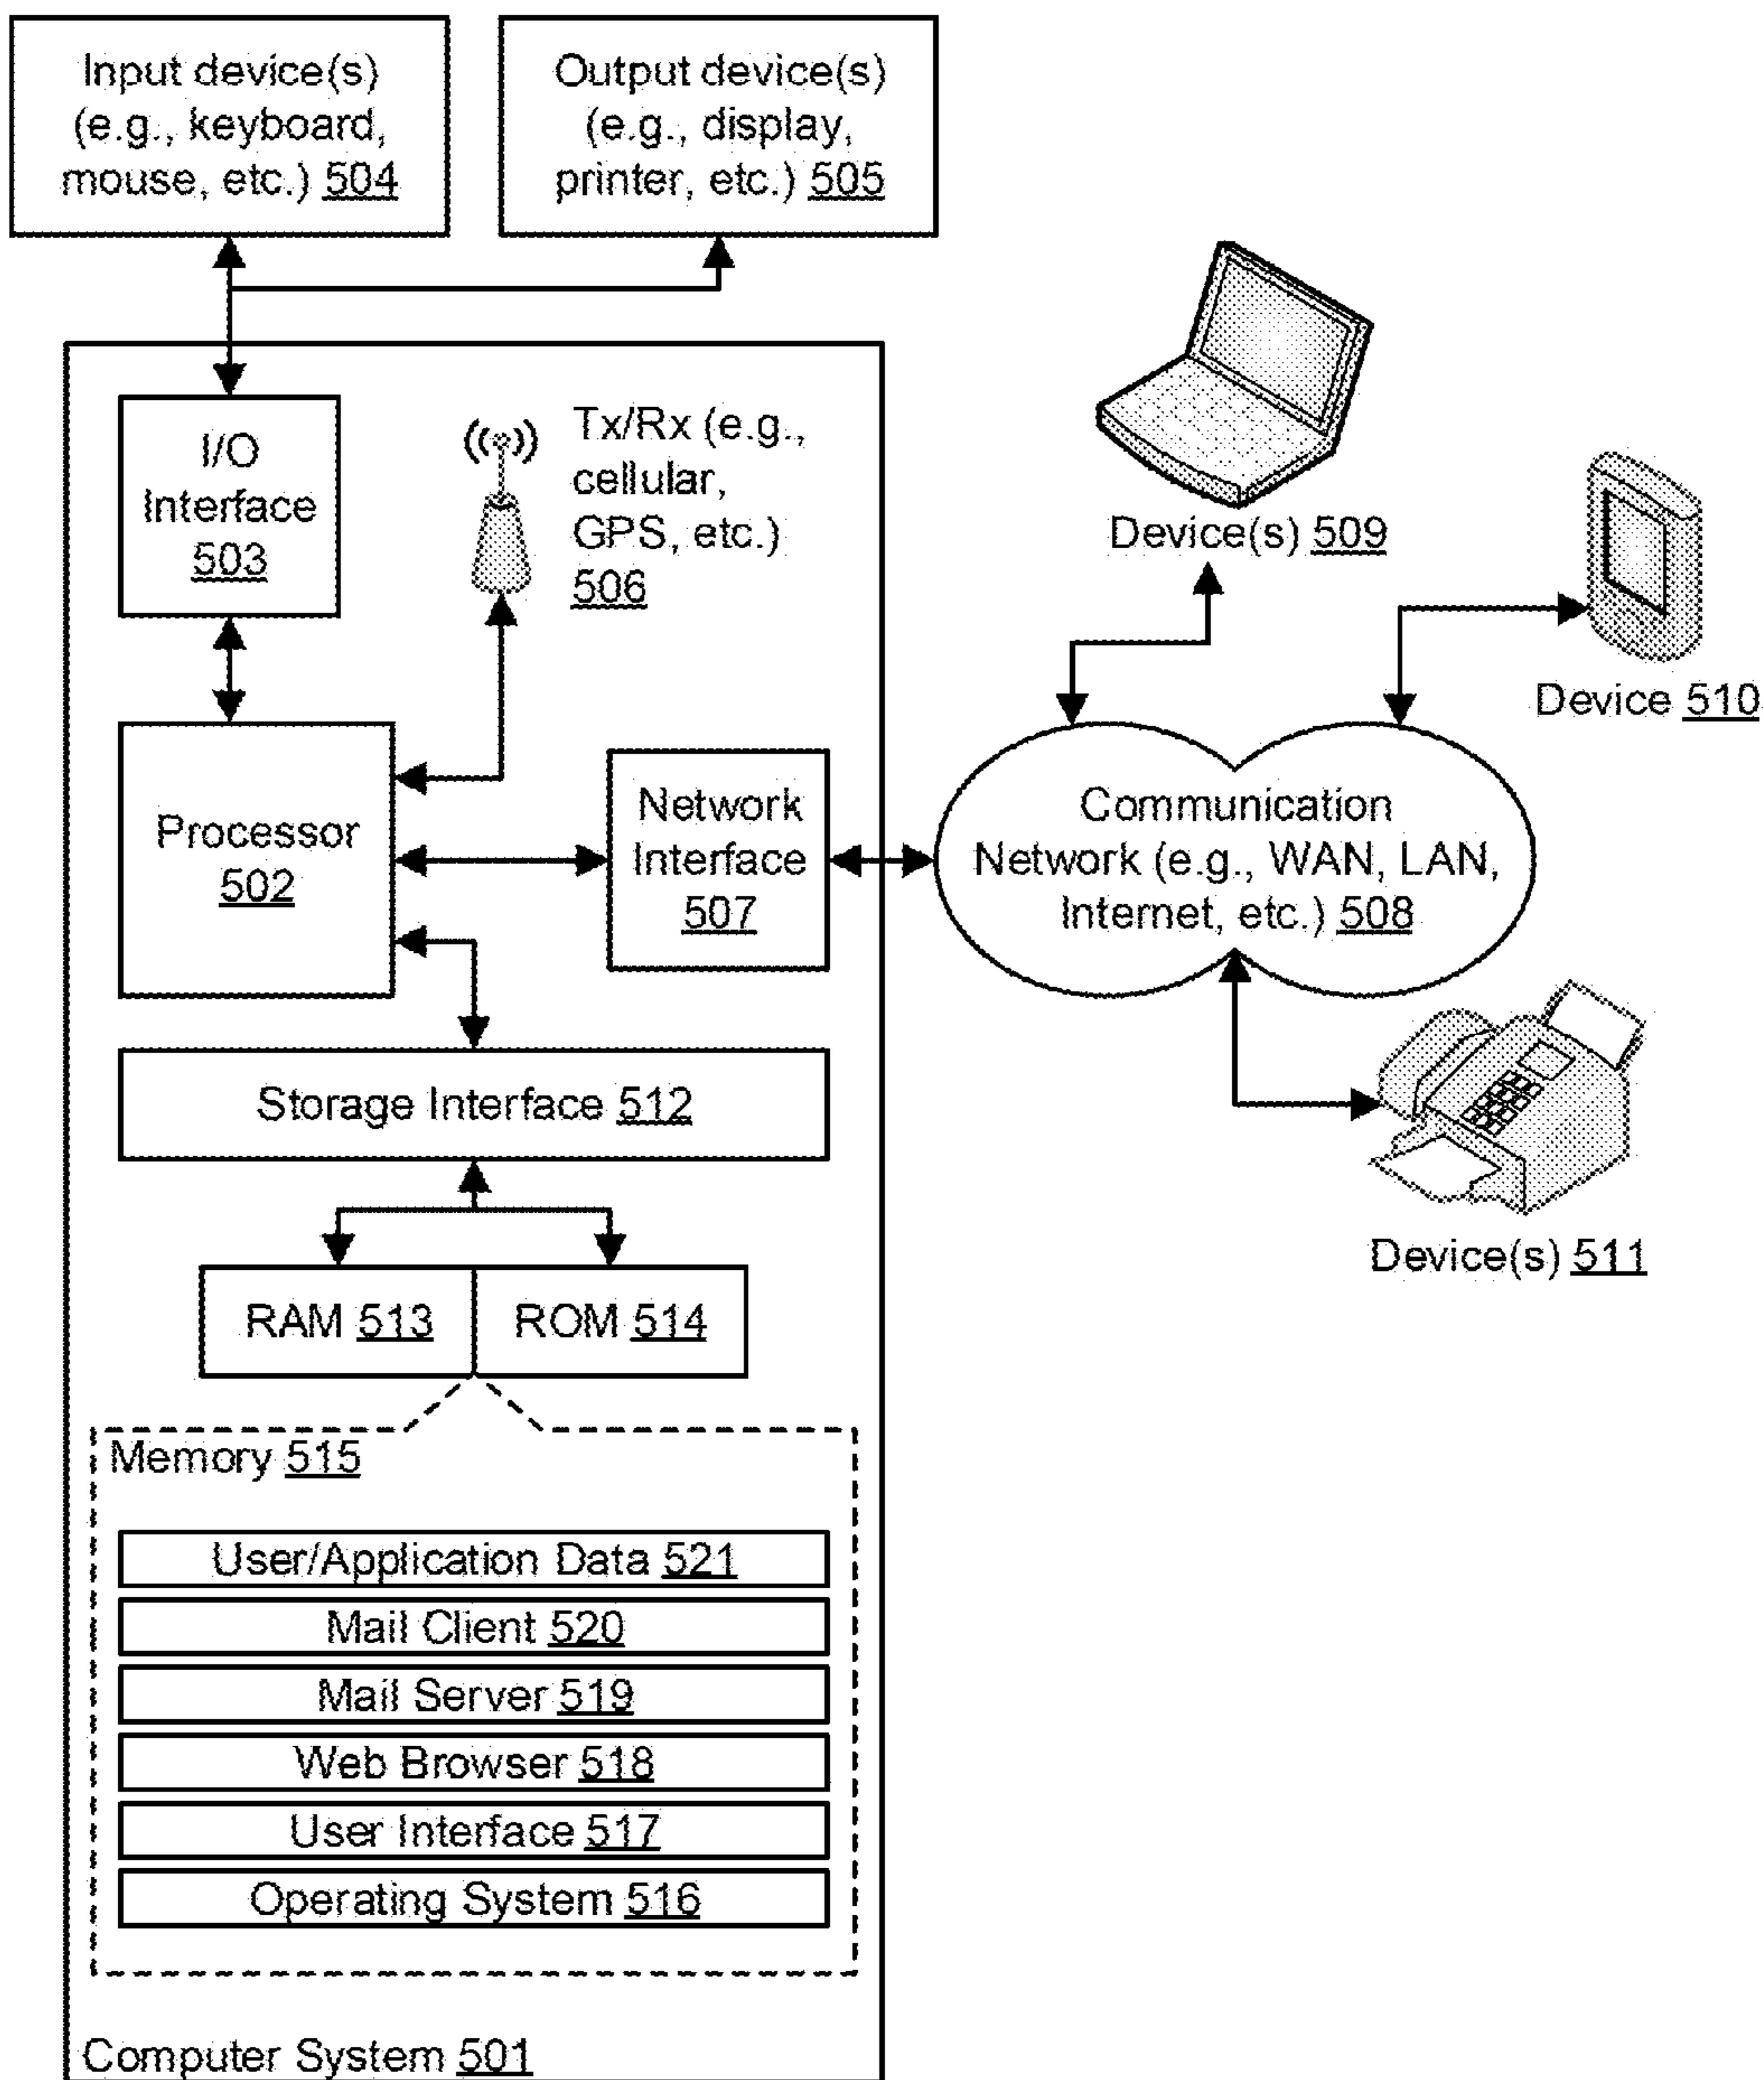 Input device(s)
(e.g., keyboard,
mouse, etc.) 504
Output device(s)
(e.g., display,
printer, etc.) 505
I/O
Interface
503
Tx/Rx (e.g.,
cellular,
GPS, etc.)
506
Device(s) 509
Device 510
Processor
502
Network
Interface
507
Communication
Network (e.g., WAN, LAN,
Internet, etc.) 508
Storage Interface 512
Device(s) 511
RAM 513
ROM 514
Memory 515
User/Application Data 521
Mail Client 520
Mail Server 519
Web Browser 518
User Interface 517
Operating System 516
Computer System 501